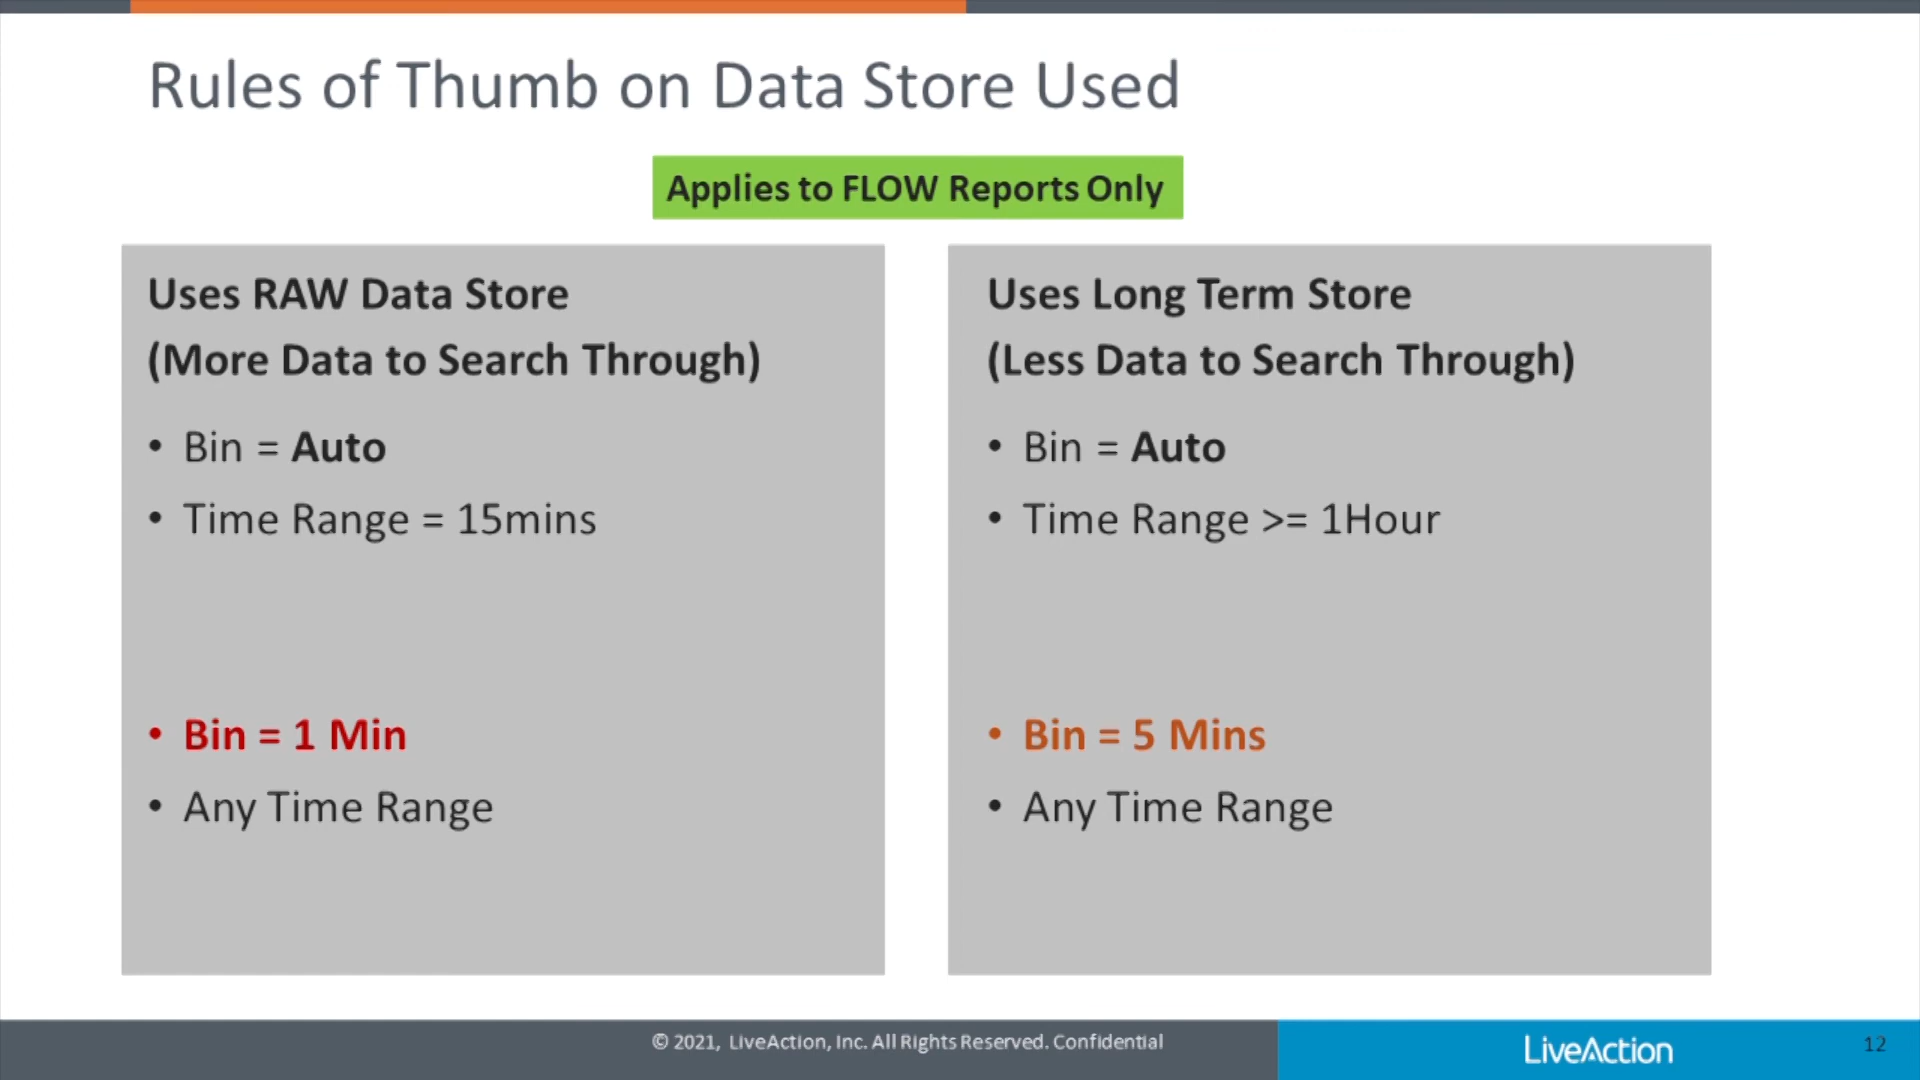 Rules of Thumb on Data Store Used
Applies to FLOW Reports Only
Uses RAW Data Store
(More Data to Search Through)
• Bin = Auto
• Time Range = 15mins
• Bin = 1 Min
• Any Time Range
Uses Long Term Store
(Less Data to Search Through)
• Bin = Auto
• Time Range >= 1Hour
• Bin = 5 Mins
• Any Time Range
© 2021, LiveAction, Inc. All Rights Reserved. Confidential
LiveAction
12